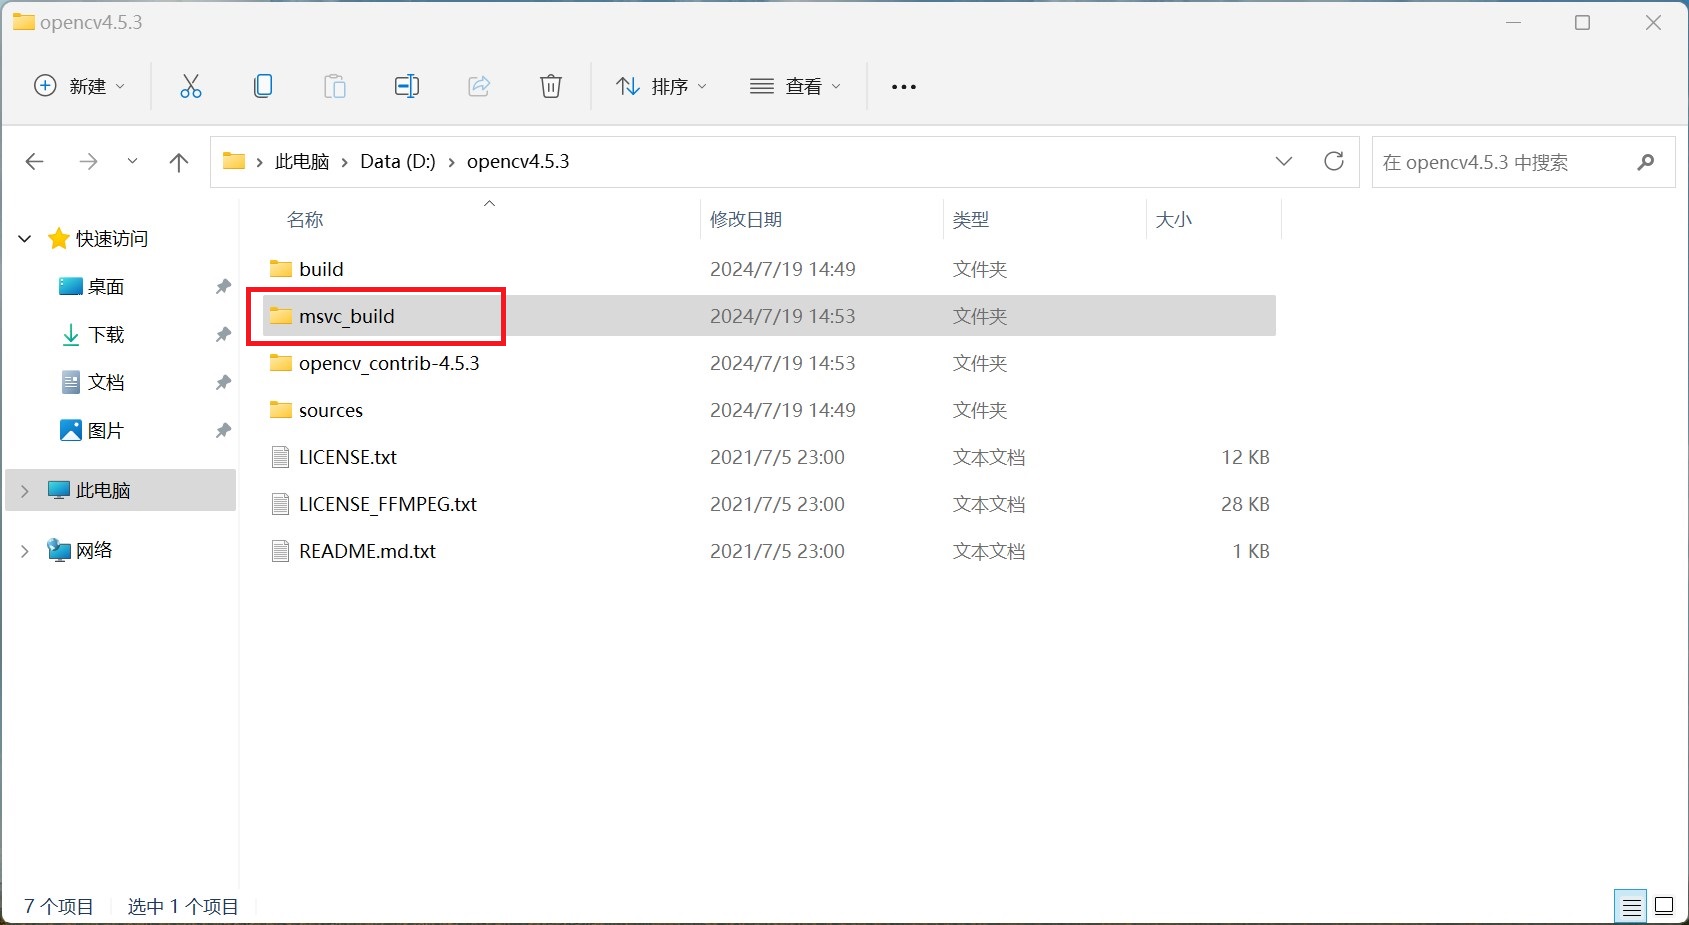 opencv4.5.3
新建 排序 查看
此电脑 Data (D:) opencv4.5.3 在 opencv4.5.3 中搜索
名称 修改日期 类型 大小
快速访问
桌面
下载
文档
图片
此电脑
网络
build 2024/7/19 14:49 文件夹
msvc_build 2024/7/19 14:53 文件夹
opencv_contrib-4.5.3 2024/7/19 14:53 文件夹
sources 2024/7/19 14:49 文件夹
LICENSE.txt 2021/7/5 23:00 文本文档 12 KB
LICENSE_FFMPEG.txt 2021/7/5 23:00 文本文档 28 KB
README.md.txt 2021/7/5 23:00 文本文档 1 KB
7 个项目 选中 1 个项目